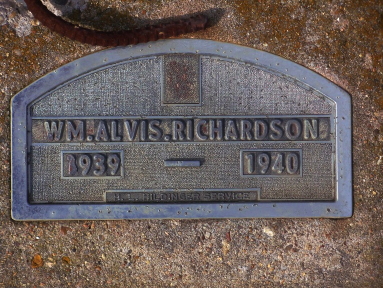 WM. ALVIS. RICHARDSON.
1939 — 1940